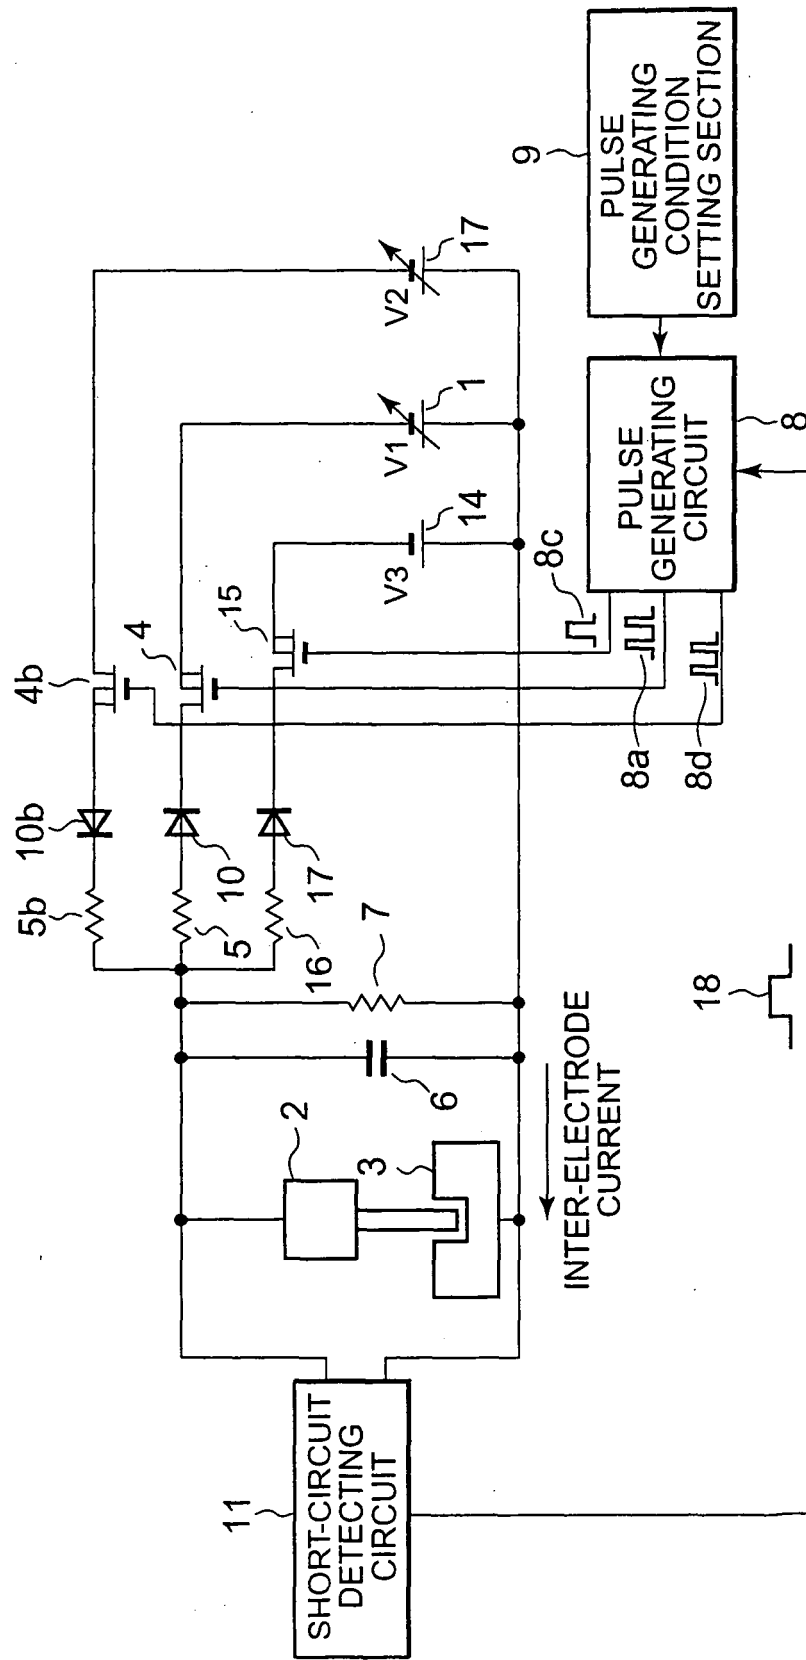 5b
10b
4b
V2
17
5
10
4
V1
1
16
17
15
V3
14
11
SHORT-CIRCUIT
DETECTING
CIRCUIT
2
3
6
7
INTER-ELECTRODE
CURRENT
18
8c
8a
8d
PULSE
GENERATING
CIRCUIT
8
9
PULSE
GENERATING
CONDITION
SETTING SECTION